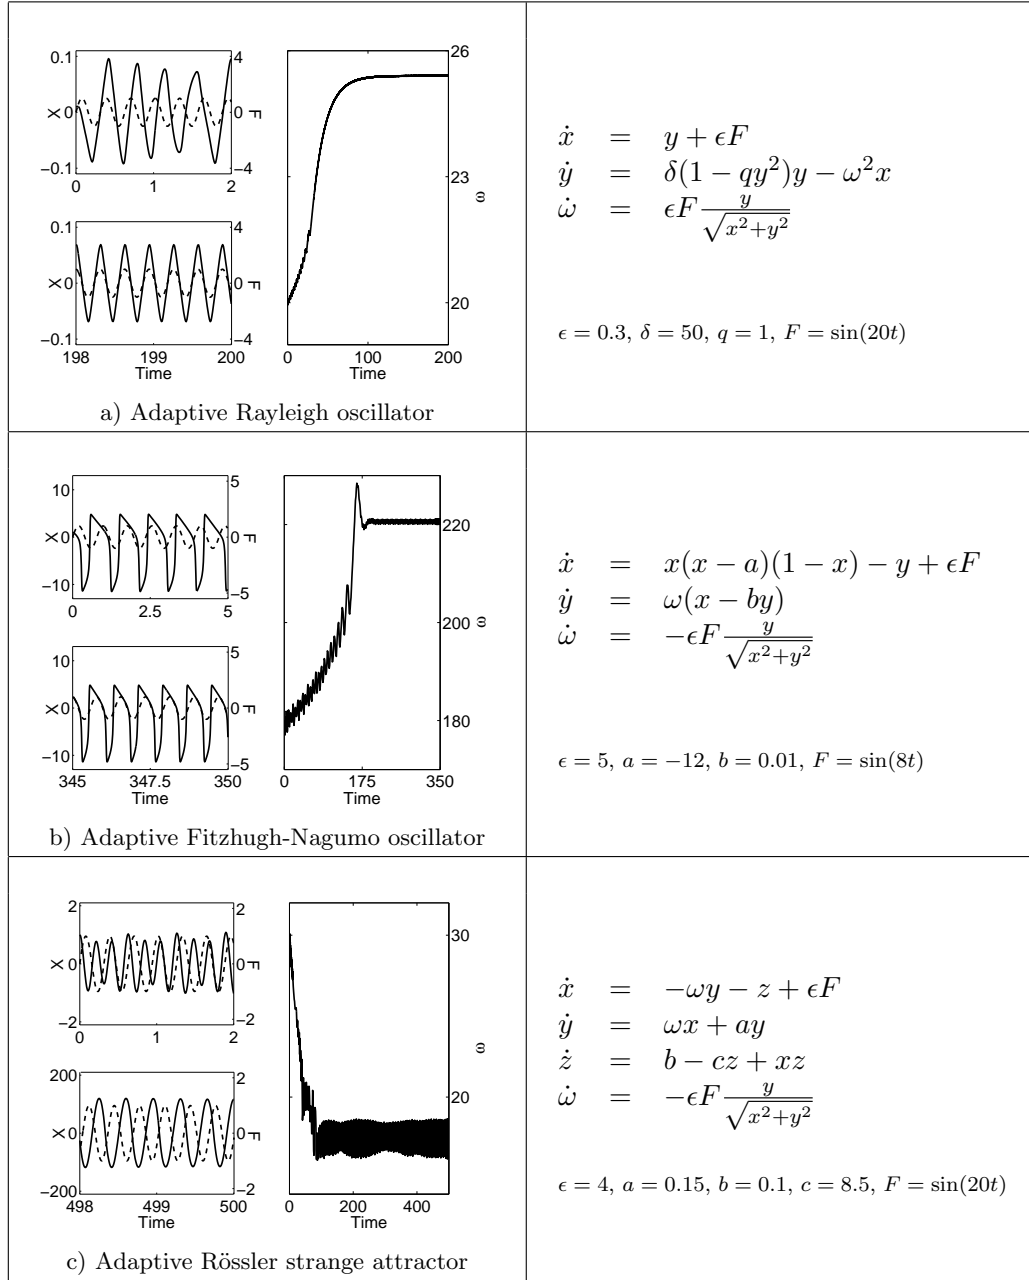 0.1
X 0
−0.1
4
0 F
−4
0 1 2
0.1
X 0
−0.1
4
0 F
−4
198 199 200
Time
26
23
ω
20
0 100 200
Time
a) Adaptive Rayleigh oscillator
ẋ = y + ϵF
ẏ = δ(1 − qy²)y − ω²x
ω̇ = ϵF y/√(x²+y²)
ϵ = 0.3, δ = 50, q = 1, F = sin(20t)
10
X 0
−10
5
0 F
−5
0 2.5 5
10
X 0
−10
5
0 F
−5
345 347.5 350
Time
220
200 ω
180
0 175 350
Time
b) Adaptive Fitzhugh-Nagumo oscillator
ẋ = x(x − a)(1 − x) − y + ϵF
ẏ = ω(x − by)
ω̇ = −ϵF y/√(x²+y²)
ϵ = 5, a = −12, b = 0.01, F = sin(8t)
2
X 0
−2
2
0 F
−2
0 1 2
200
X 0
−200
2
0 F
−2
498 499 500
Time
30
ω
20
0 200 400
Time
c) Adaptive Rössler strange attractor
ẋ = −ωy − z + ϵF
ẏ = ωx + ay
ż = b − cz + xz
ω̇ = −ϵF y/√(x²+y²)
ϵ = 4, a = 0.15, b = 0.1, c = 8.5, F = sin(20t)